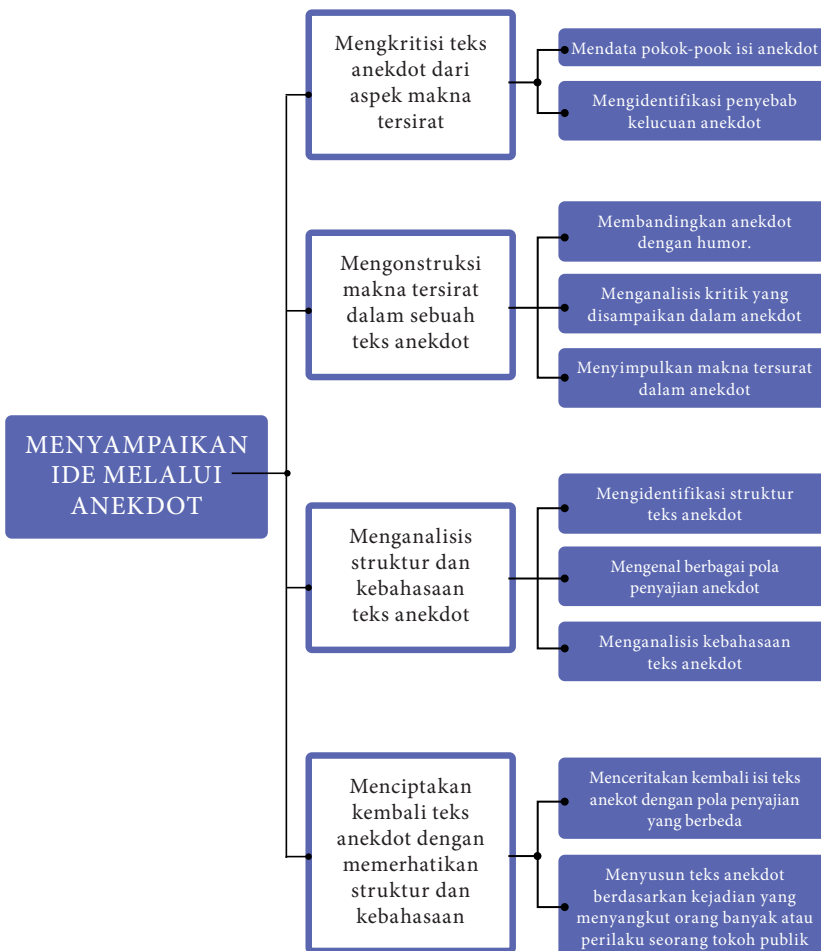 MENYAMPAIKAN
IDE MELALUI
ANEKDOT
Mengkritisi teks
anekdot dari
aspek makna
tersirat
Mendata pokok-pook isi anekdot
Mengidentifikasi penyebab
kelucuan anekdot
Mengonstruksi
makna tersirat
dalam sebuah
teks anekdot
Membandingkan anekdot
dengan humor.
Menganalisis kritik yang
disampaikan dalam anekdot
Menyimpulkan makna tersurat
dalam anekdot
Menganalisis
struktur dan
kebahasaan
teks anekdot
Mengidentifikasi struktur
teks anekdot
Mengenal berbagai pola
penyajian anekdot
Menganalisis kebahasaan
teks anekdot
Menciptakan
kembali teks
anekdot dengan
memerhatikan
struktur dan
kebahasaan
Menceritakan kembali isi teks
anekot dengan pola penyajian
yang berbeda
Menyusun teks anekdot
berdasarkan kejadian yang
menyangkut orang banyak atau
perilaku seorang tokoh publik